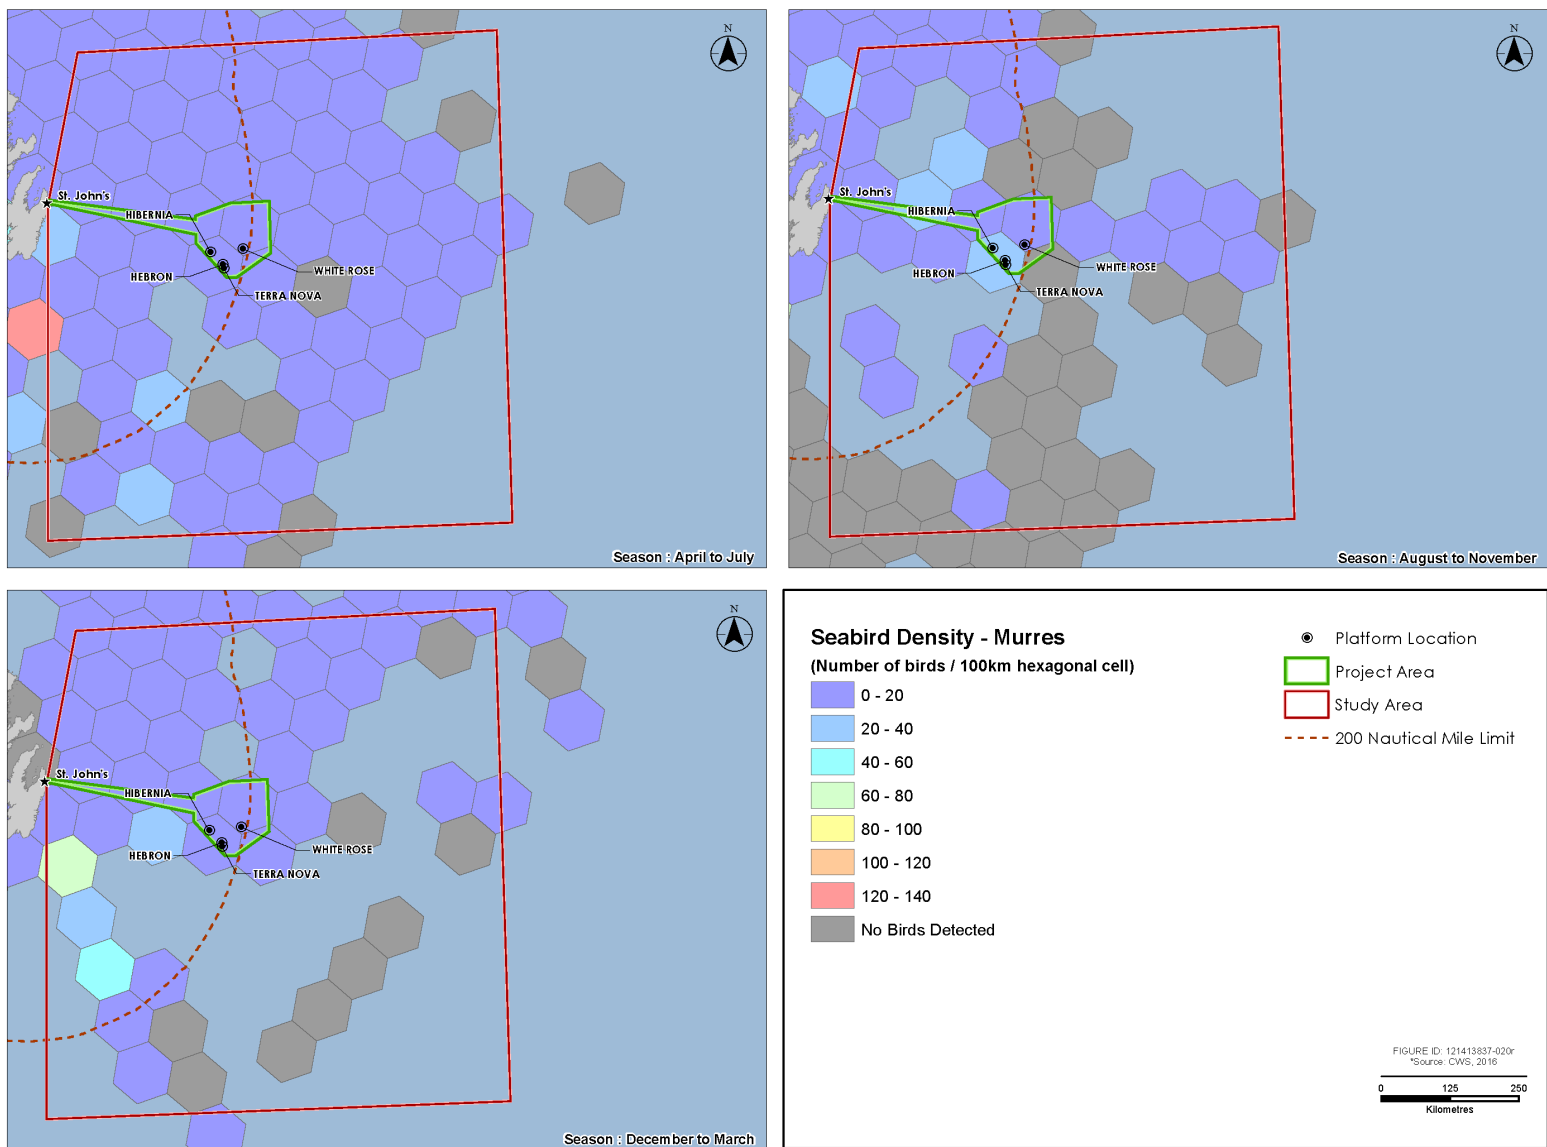 N
St. John's
HIBERNIA
HEBRON
WHITE ROSE
TERRA NOVA
Season : April to July
N
St. John's
HIBERNIA
HEBRON
WHITE ROSE
TERRA NOVA
Season : August to November
N
St. John's
HIBERNIA
HEBRON
WHITE ROSE
TERRA NOVA
Season : December to March
Seabird Density - Murres
(Number of birds / 100km hexagonal cell)
0 - 20
20 - 40
40 - 60
60 - 80
80 - 100
100 - 120
120 - 140
No Birds Detected
Platform Location
Project Area
Study Area
200 Nautical Mile Limit
FIGURE ID: 121413837-020r
*Source: CWS, 2016
0 125 250
Kilometres